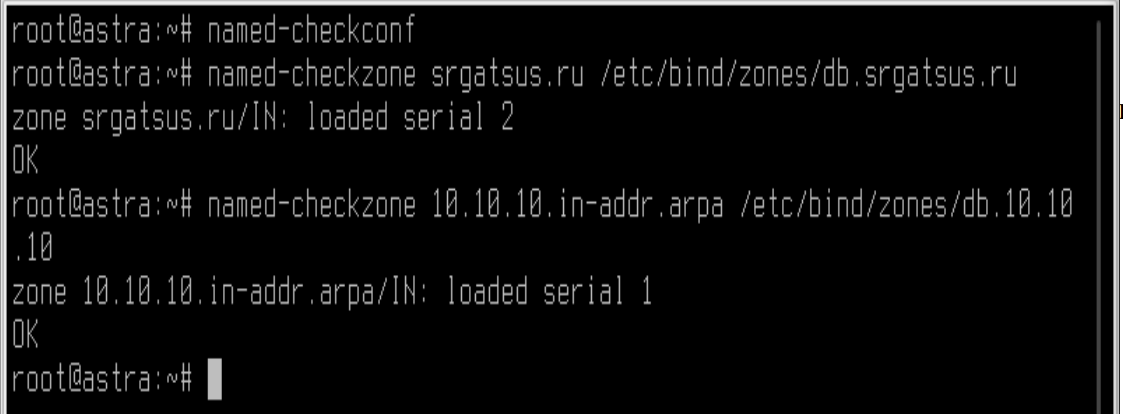 root@astra:~# named-checkconf
root@astra:~# named-checkzone srgatsus.ru /etc/bind/zones/db.srgatsus.ru
zone srgatsus.ru/IN: loaded serial 2
OK
root@astra:~# named-checkzone 10.10.10.in-addr.arpa /etc/bind/zones/db.10.10
.10
zone 10.10.10.in-addr.arpa/IN: loaded serial 1
OK
root@astra:~#